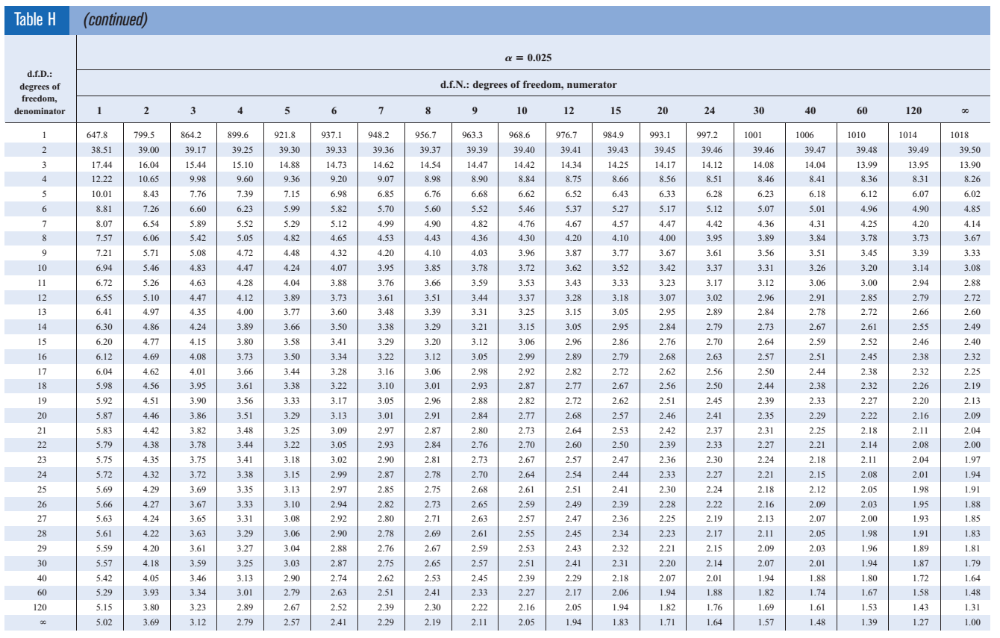 Table H (continued)
α = 0.025
d.f.D.: degrees of freedom, denominator
d.f.N.: degrees of freedom, numerator
1 2 3 4 5 6 7 8 9 10 12 15 20 24 30 40 60 120 ∞
1 647.8 799.5 864.2 899.6 921.8 937.1 948.2 956.7 963.3 968.6 976.7 984.9 993.1 997.2 1001 1006 1010 1014 1018
2 38.51 39.00 39.17 39.25 39.30 39.33 39.36 39.37 39.39 39.40 39.41 39.43 39.45 39.46 39.46 39.47 39.48 39.49 39.50
3 17.44 16.04 15.44 15.10 14.88 14.73 14.62 14.54 14.47 14.42 14.34 14.25 14.17 14.12 14.08 14.04 13.99 13.95 13.90
4 12.22 10.65 9.98 9.60 9.36 9.20 9.07 8.98 8.90 8.84 8.75 8.66 8.56 8.51 8.46 8.41 8.36 8.31 8.26
5 10.01 8.43 7.76 7.39 7.15 6.98 6.85 6.76 6.68 6.62 6.52 6.43 6.33 6.28 6.23 6.18 6.12 6.07 6.02
6 8.81 7.26 6.60 6.23 5.99 5.82 5.70 5.60 5.52 5.46 5.37 5.27 5.17 5.12 5.07 5.01 4.96 4.90 4.85
7 8.07 6.54 5.89 5.52 5.29 5.12 4.99 4.90 4.82 4.76 4.67 4.57 4.47 4.42 4.36 4.31 4.25 4.20 4.14
8 7.57 6.06 5.42 5.05 4.82 4.65 4.53 4.43 4.36 4.30 4.20 4.10 4.00 3.95 3.89 3.84 3.78 3.73 3.67
9 7.21 5.71 5.08 4.72 4.48 4.32 4.20 4.10 4.03 3.96 3.87 3.77 3.67 3.61 3.56 3.51 3.45 3.39 3.33
10 6.94 5.46 4.83 4.47 4.24 4.07 3.95 3.85 3.78 3.72 3.62 3.52 3.42 3.37 3.31 3.26 3.20 3.14 3.08
11 6.72 5.26 4.63 4.28 4.04 3.88 3.76 3.66 3.59 3.53 3.43 3.33 3.23 3.17 3.12 3.06 3.00 2.94 2.88
12 6.55 5.10 4.47 4.12 3.89 3.73 3.61 3.51 3.44 3.37 3.28 3.18 3.07 3.02 2.96 2.91 2.85 2.79 2.72
13 6.41 4.97 4.35 4.00 3.77 3.60 3.48 3.39 3.31 3.25 3.15 3.05 2.95 2.89 2.84 2.78 2.72 2.66 2.60
14 6.30 4.86 4.24 3.89 3.66 3.50 3.38 3.29 3.21 3.15 3.05 2.95 2.84 2.79 2.73 2.67 2.61 2.55 2.49
15 6.20 4.77 4.15 3.80 3.58 3.41 3.29 3.20 3.12 3.06 2.96 2.86 2.76 2.70 2.64 2.59 2.52 2.46 2.40
16 6.12 4.69 4.08 3.73 3.50 3.34 3.22 3.12 3.05 2.99 2.89 2.79 2.68 2.63 2.57 2.51 2.45 2.38 2.32
17 6.04 4.62 4.01 3.66 3.44 3.28 3.16 3.06 2.98 2.92 2.82 2.72 2.62 2.56 2.50 2.44 2.38 2.32 2.25
18 5.98 4.56 3.95 3.61 3.38 3.22 3.10 3.01 2.93 2.87 2.77 2.67 2.56 2.50 2.44 2.38 2.32 2.26 2.19
19 5.92 4.51 3.90 3.56 3.33 3.17 3.05 2.96 2.88 2.82 2.72 2.62 2.51 2.45 2.39 2.33 2.27 2.20 2.13
20 5.87 4.46 3.86 3.51 3.29 3.13 3.01 2.91 2.84 2.77 2.68 2.57 2.46 2.41 2.35 2.29 2.22 2.16 2.09
21 5.83 4.42 3.82 3.48 3.25 3.09 2.97 2.87 2.80 2.73 2.64 2.53 2.42 2.37 2.31 2.25 2.18 2.11 2.04
22 5.79 4.38 3.78 3.44 3.22 3.05 2.93 2.84 2.76 2.70 2.60 2.50 2.39 2.33 2.27 2.21 2.14 2.08 2.00
23 5.75 4.35 3.75 3.41 3.18 3.02 2.90 2.81 2.73 2.67 2.57 2.47 2.36 2.30 2.24 2.18 2.11 2.04 1.97
24 5.72 4.32 3.72 3.38 3.15 2.99 2.87 2.78 2.70 2.64 2.54 2.44 2.33 2.27 2.21 2.15 2.08 2.01 1.94
25 5.69 4.29 3.69 3.35 3.13 2.97 2.85 2.75 2.68 2.61 2.51 2.41 2.30 2.24 2.18 2.12 2.05 1.98 1.91
26 5.66 4.27 3.67 3.33 3.10 2.94 2.82 2.73 2.65 2.59 2.49 2.39 2.28 2.22 2.16 2.09 2.03 1.95 1.88
27 5.63 4.24 3.65 3.31 3.08 2.92 2.80 2.71 2.63 2.57 2.47 2.36 2.25 2.19 2.13 2.07 2.00 1.93 1.85
28 5.61 4.22 3.63 3.29 3.06 2.90 2.78 2.69 2.61 2.55 2.45 2.34 2.23 2.17 2.11 2.05 1.98 1.91 1.83
29 5.59 4.20 3.61 3.27 3.04 2.88 2.76 2.67 2.59 2.53 2.43 2.32 2.21 2.15 2.09 2.03 1.96 1.89 1.81
30 5.57 4.18 3.59 3.25 3.03 2.87 2.75 2.65 2.57 2.51 2.41 2.31 2.20 2.14 2.07 2.01 1.94 1.87 1.79
40 5.42 4.05 3.46 3.13 2.90 2.74 2.62 2.53 2.45 2.39 2.29 2.18 2.07 2.01 1.94 1.88 1.80 1.72 1.64
60 5.29 3.93 3.34 3.01 2.79 2.63 2.51 2.41 2.33 2.27 2.17 2.06 1.94 1.88 1.82 1.74 1.67 1.58 1.48
120 5.15 3.80 3.23 2.89 2.67 2.52 2.39 2.30 2.22 2.16 2.05 1.94 1.82 1.76 1.69 1.61 1.53 1.43 1.31
∞ 5.02 3.69 3.12 2.79 2.57 2.41 2.29 2.19 2.11 2.05 1.94 1.83 1.71 1.64 1.57 1.48 1.39 1.27 1.00